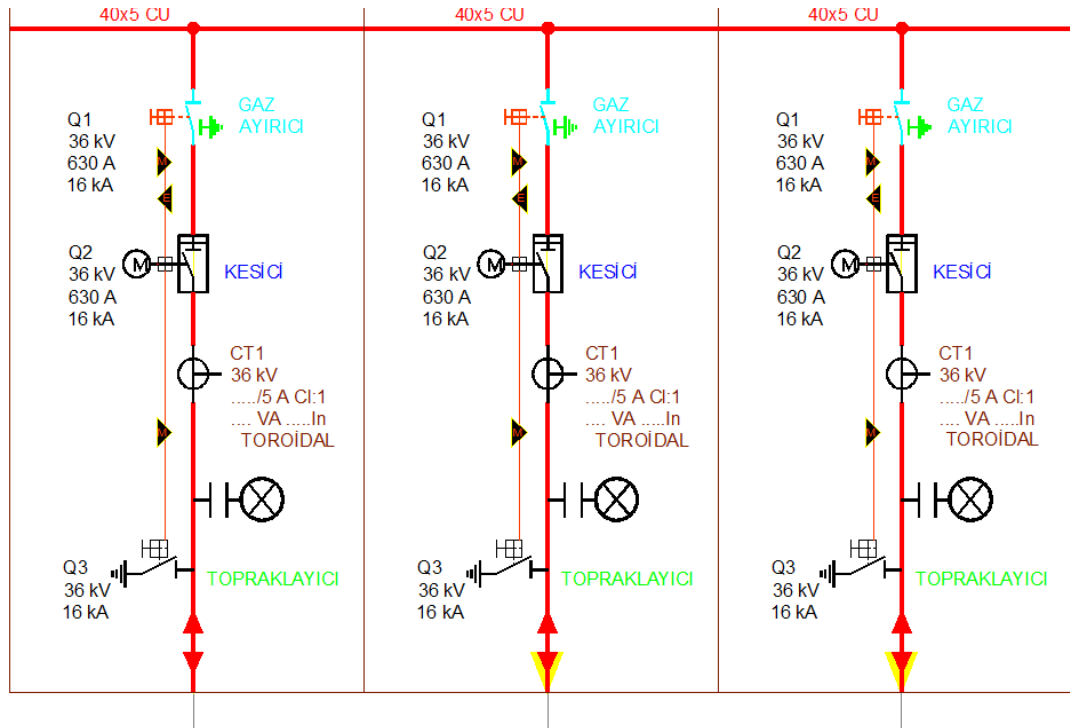 40x5 CU
GAZ
AYIRICI
Q1
36 kV
630 A
16 kA
M
E
Q2
36 kV
630 A
16 kA
M
KESİCİ
CT1
36 kV
...../5 A Cl:1
.... VA .....In
TOROİDAL
M
Q3
36 kV
16 kA
TOPRAKLAYICI
40x5 CU
GAZ
AYIRICI
Q1
36 kV
630 A
16 kA
M
E
Q2
36 kV
630 A
16 kA
M
KESİCİ
CT1
36 kV
...../5 A Cl:1
.... VA .....In
TOROİDAL
M
Q3
36 kV
16 kA
TOPRAKLAYICI
40x5 CU
GAZ
AYIRICI
Q1
36 kV
630 A
16 kA
M
E
Q2
36 kV
630 A
16 kA
M
KESİCİ
CT1
36 kV
...../5 A Cl:1
.... VA .....In
TOROİDAL
M
Q3
36 kV
16 kA
TOPRAKLAYICI